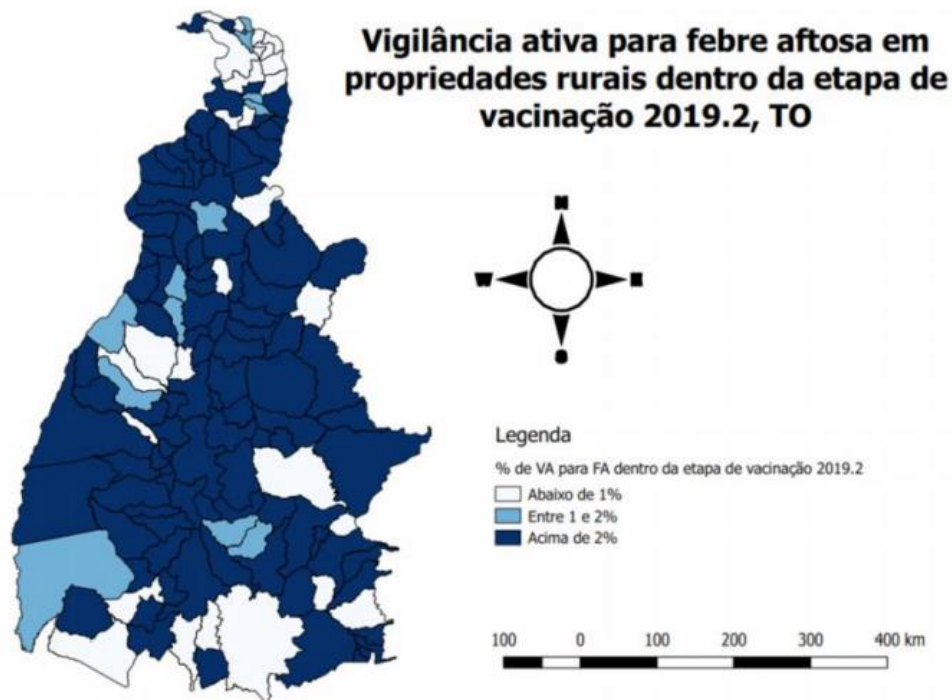 Vigilância ativa para febre aftosa em
propriedades rurais dentro da etapa de
vacinação 2019.2, TO
N
W
E
S
Legenda
% de VA para FA dentro da etapa de vacinação 2019.2
Abaixo de 1%
Entre 1 e 2%
Acima de 2%
100 0 100 200 300 400 km